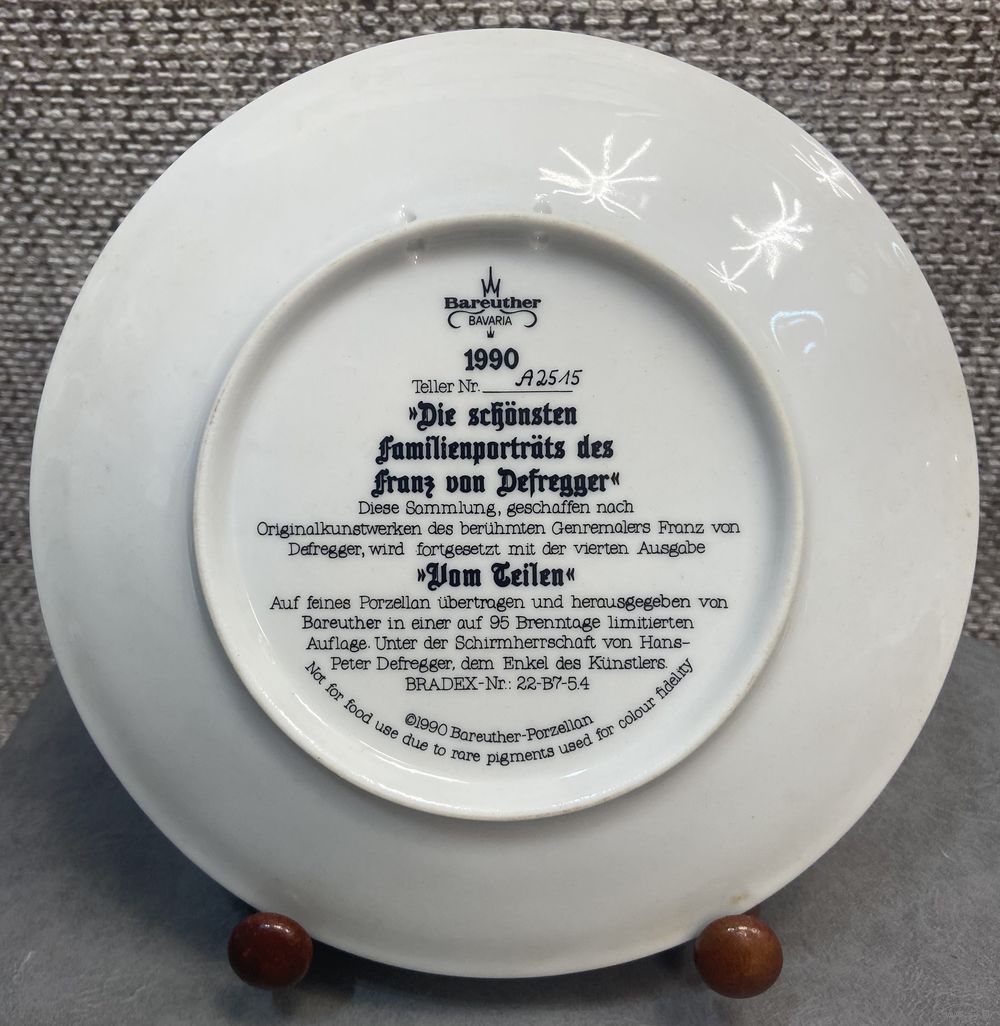 Bareuther
BAVARIA
1990
Teller Nr. A2515
»Die schönsten
Familienporträts des
Franz von Defregger«
Diese Sammlung, geschaffen nach
Originalkunstwerken des berühmten Genremalers Franz von
Defregger, wird fortgesetzt mit der vierten Ausgabe
»Vom Teilen«
Auf feines Porzellan übertragen und herausgegeben von
Bareuther in einer auf 95 Brenntage limitierten
Auflage. Unter der Schirmherrschaft von Hans-
Peter Defregger, dem Enkel des Künstlers.
BRADEX-Nr.: 22-B7-5.4
©1990 Bareuther-Porzellan
Not for food use due to rare pigments used for colour fidelity